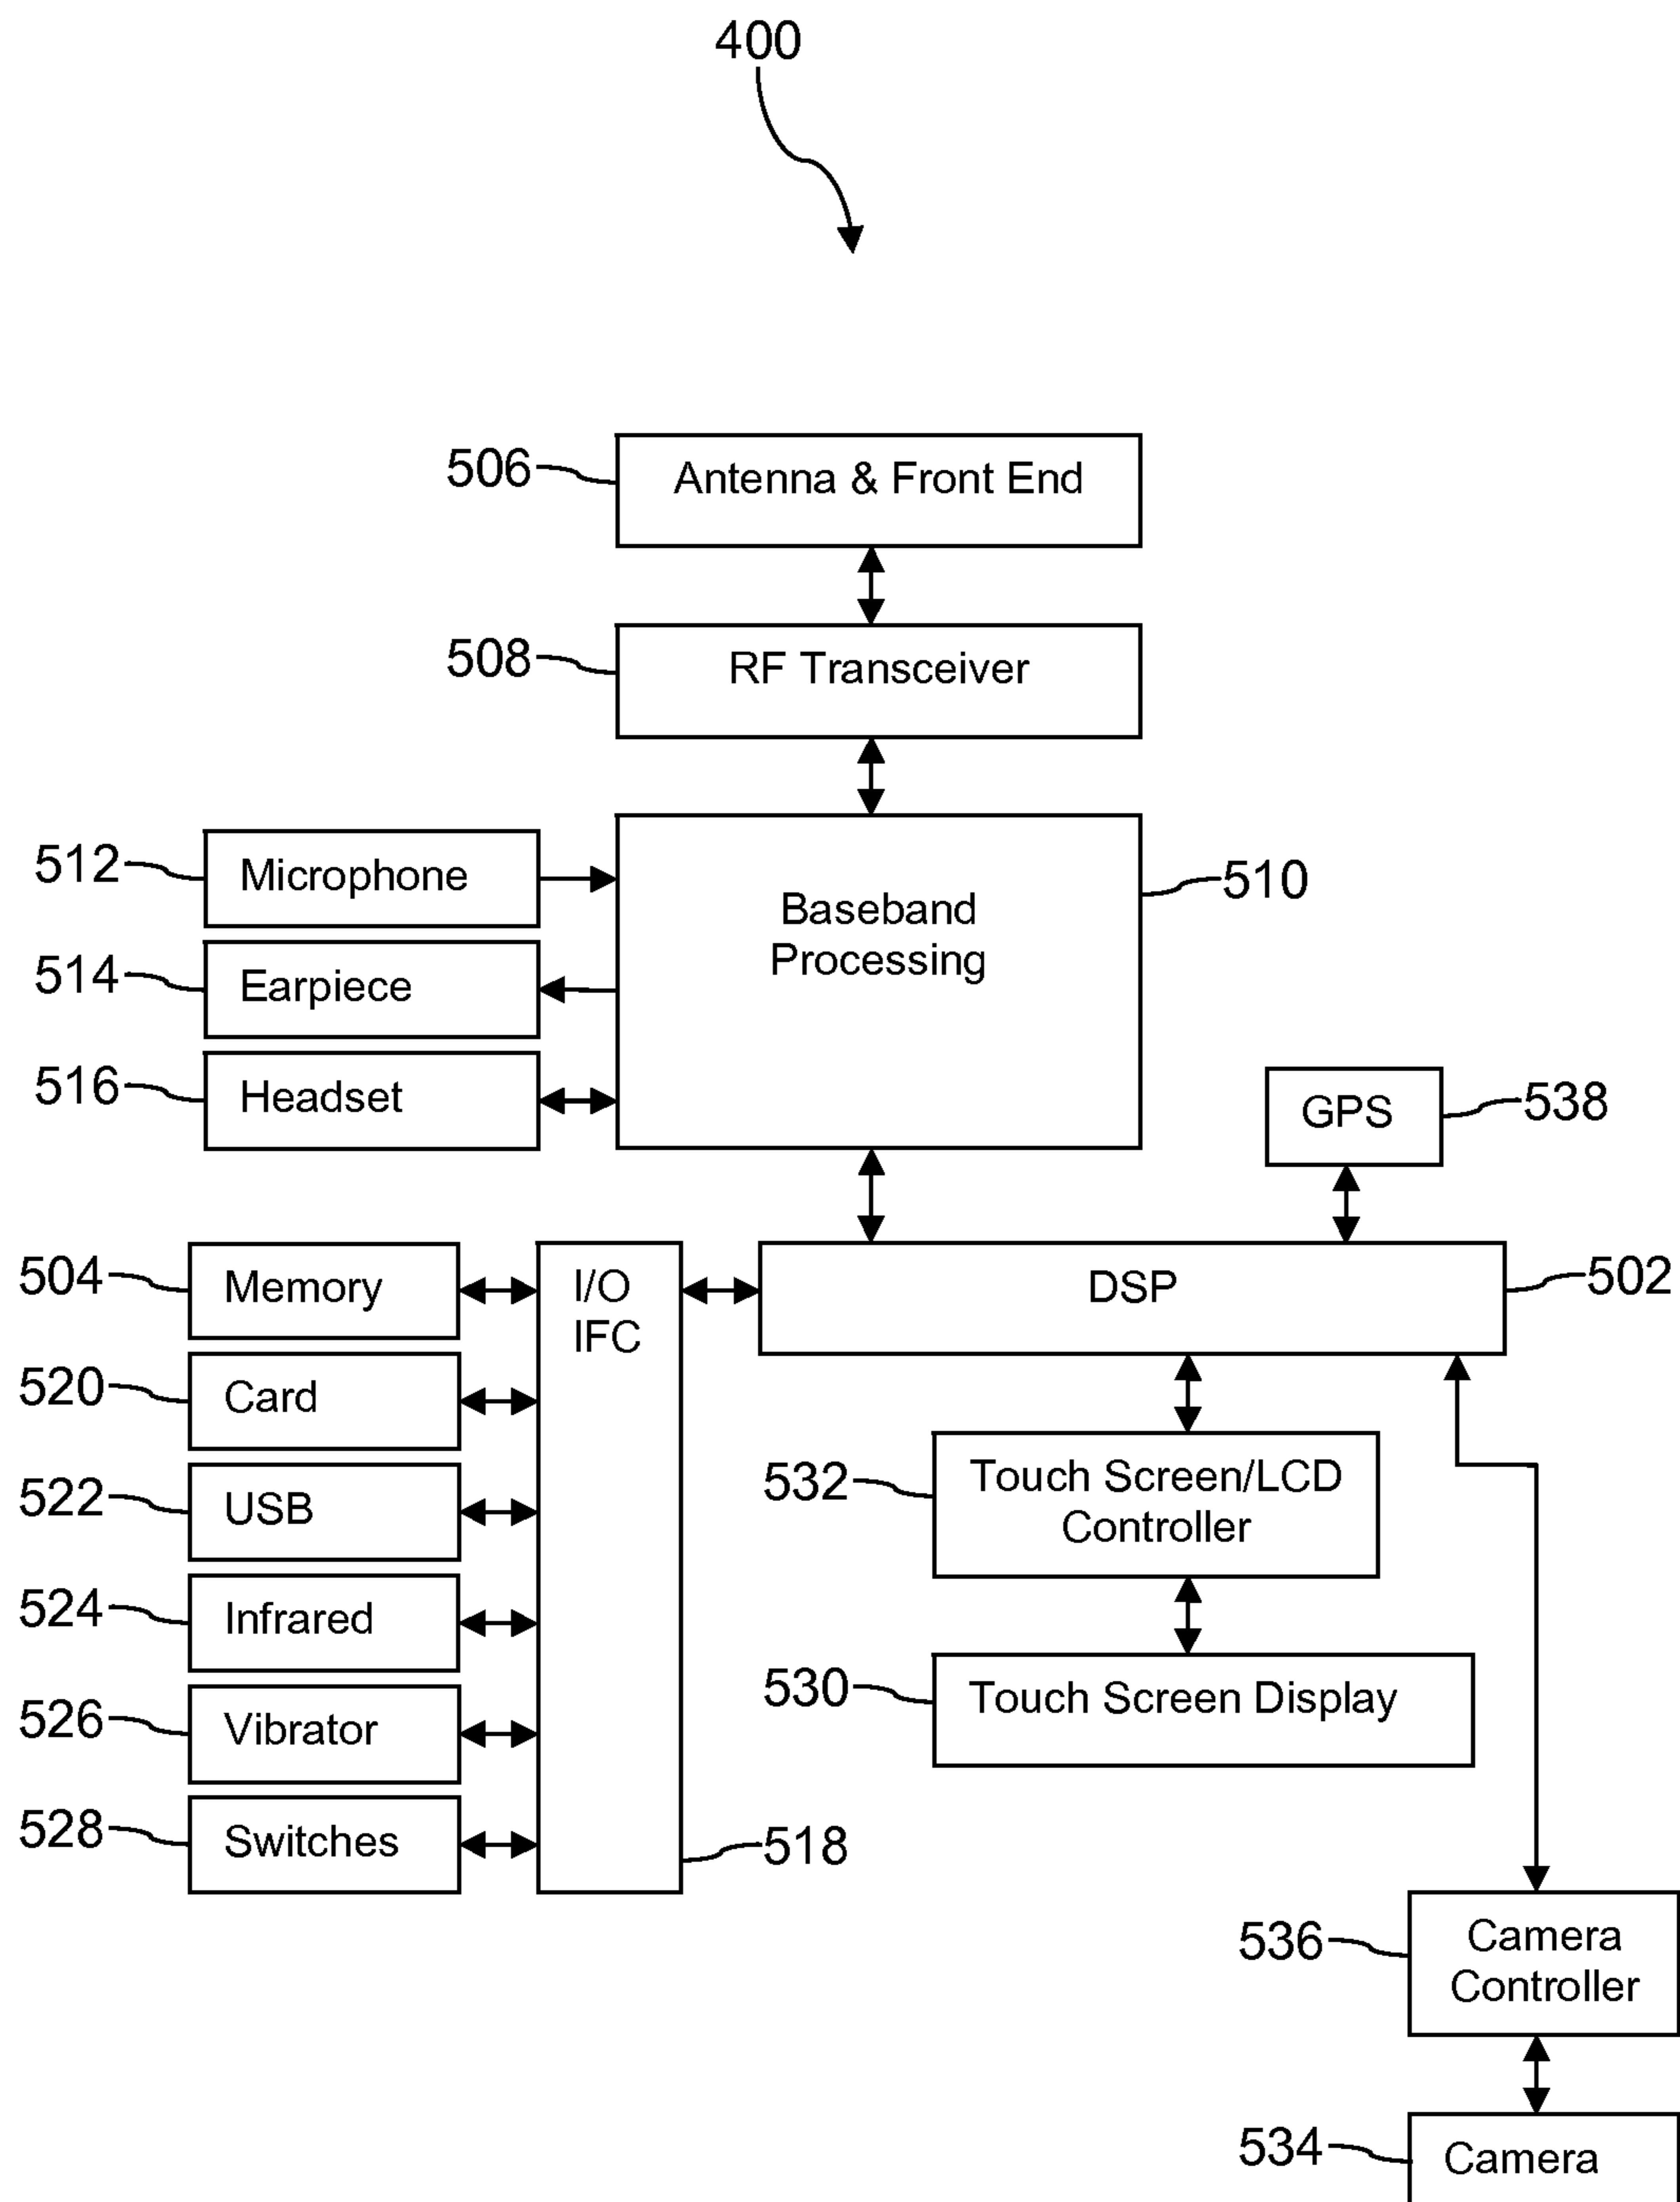 400
506
Antenna & Front End
508
RF Transceiver
512
Microphone
Baseband
Processing
510
514
Earpiece
516
Headset
GPS
538
504
Memory
I/O
IFC
DSP
502
520
Card
522
USB
532
Touch Screen/LCD
Controller
524
Infrared
530
Touch Screen Display
526
Vibrator
528
Switches
518
536
Camera
Controller
534
Camera